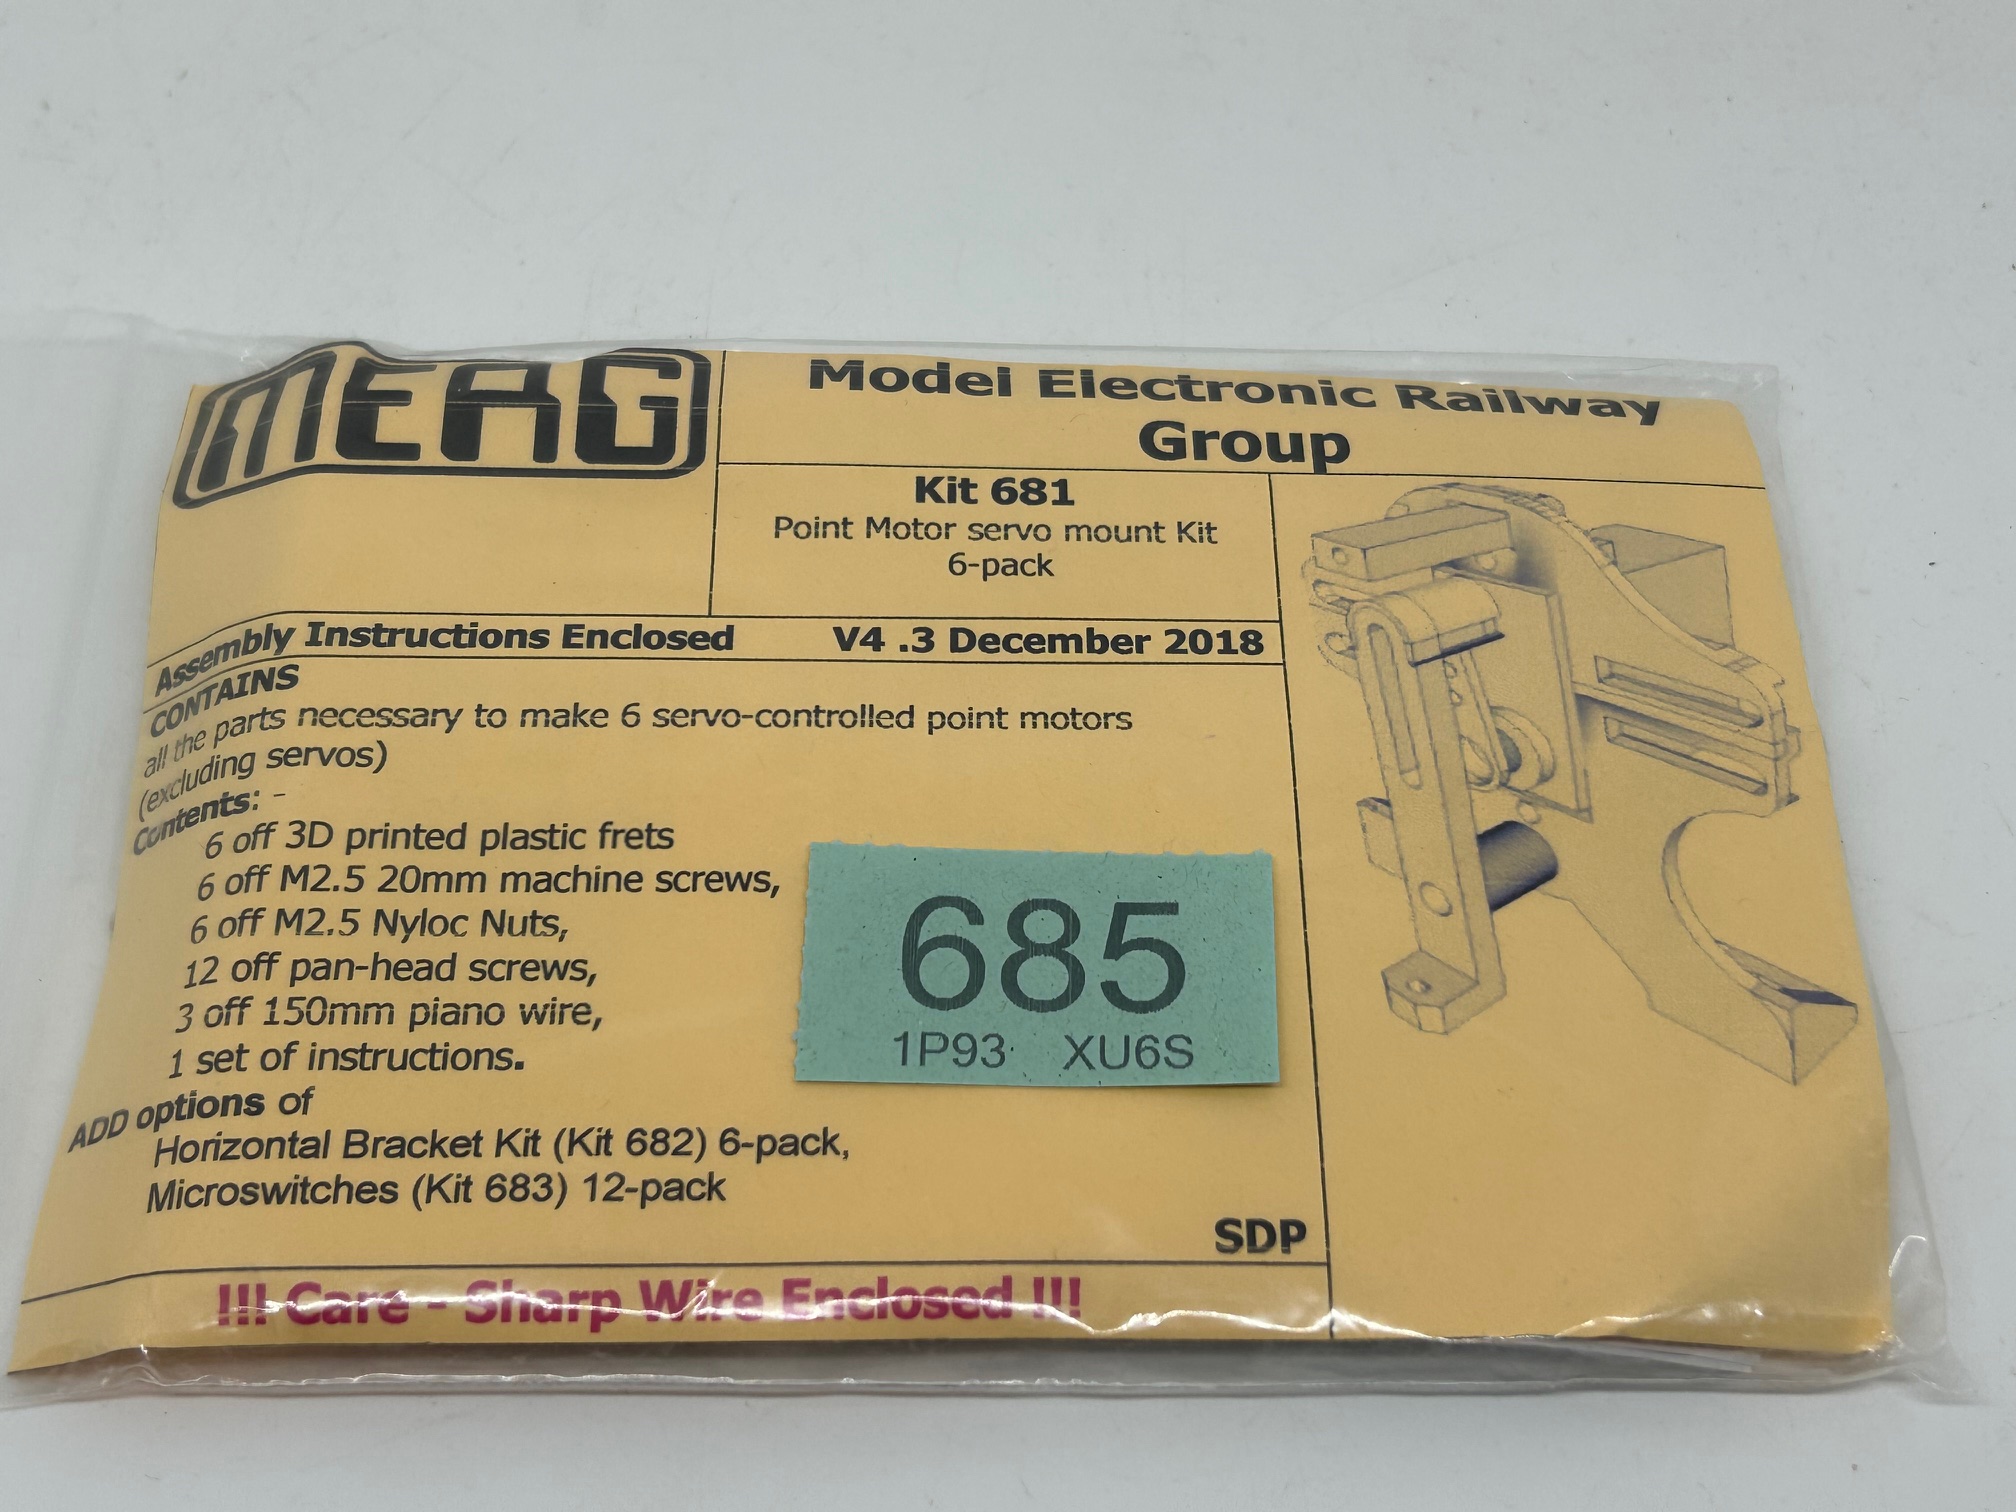 MERG
Model Electronic Railway
Group
Kit 681
Point Motor servo mount Kit
6-pack
Assembly Instructions Enclosed V4 .3 December 2018
CONTAINS
all the parts necessary to make 6 servo-controlled point motors
(excluding servos)
Contents: -
6 off 3D printed plastic frets
6 off M2.5 20mm machine screws,
6 off M2.5 Nyloc Nuts,
12 off pan-head screws,
3 off 150mm piano wire,
1 set of instructions.
685
1P93 XU6S
ADD options of
Horizontal Bracket Kit (Kit 682) 6-pack,
Microswitches (Kit 683) 12-pack
SDP
!!! Care - Sharp Wire Enclosed !!!